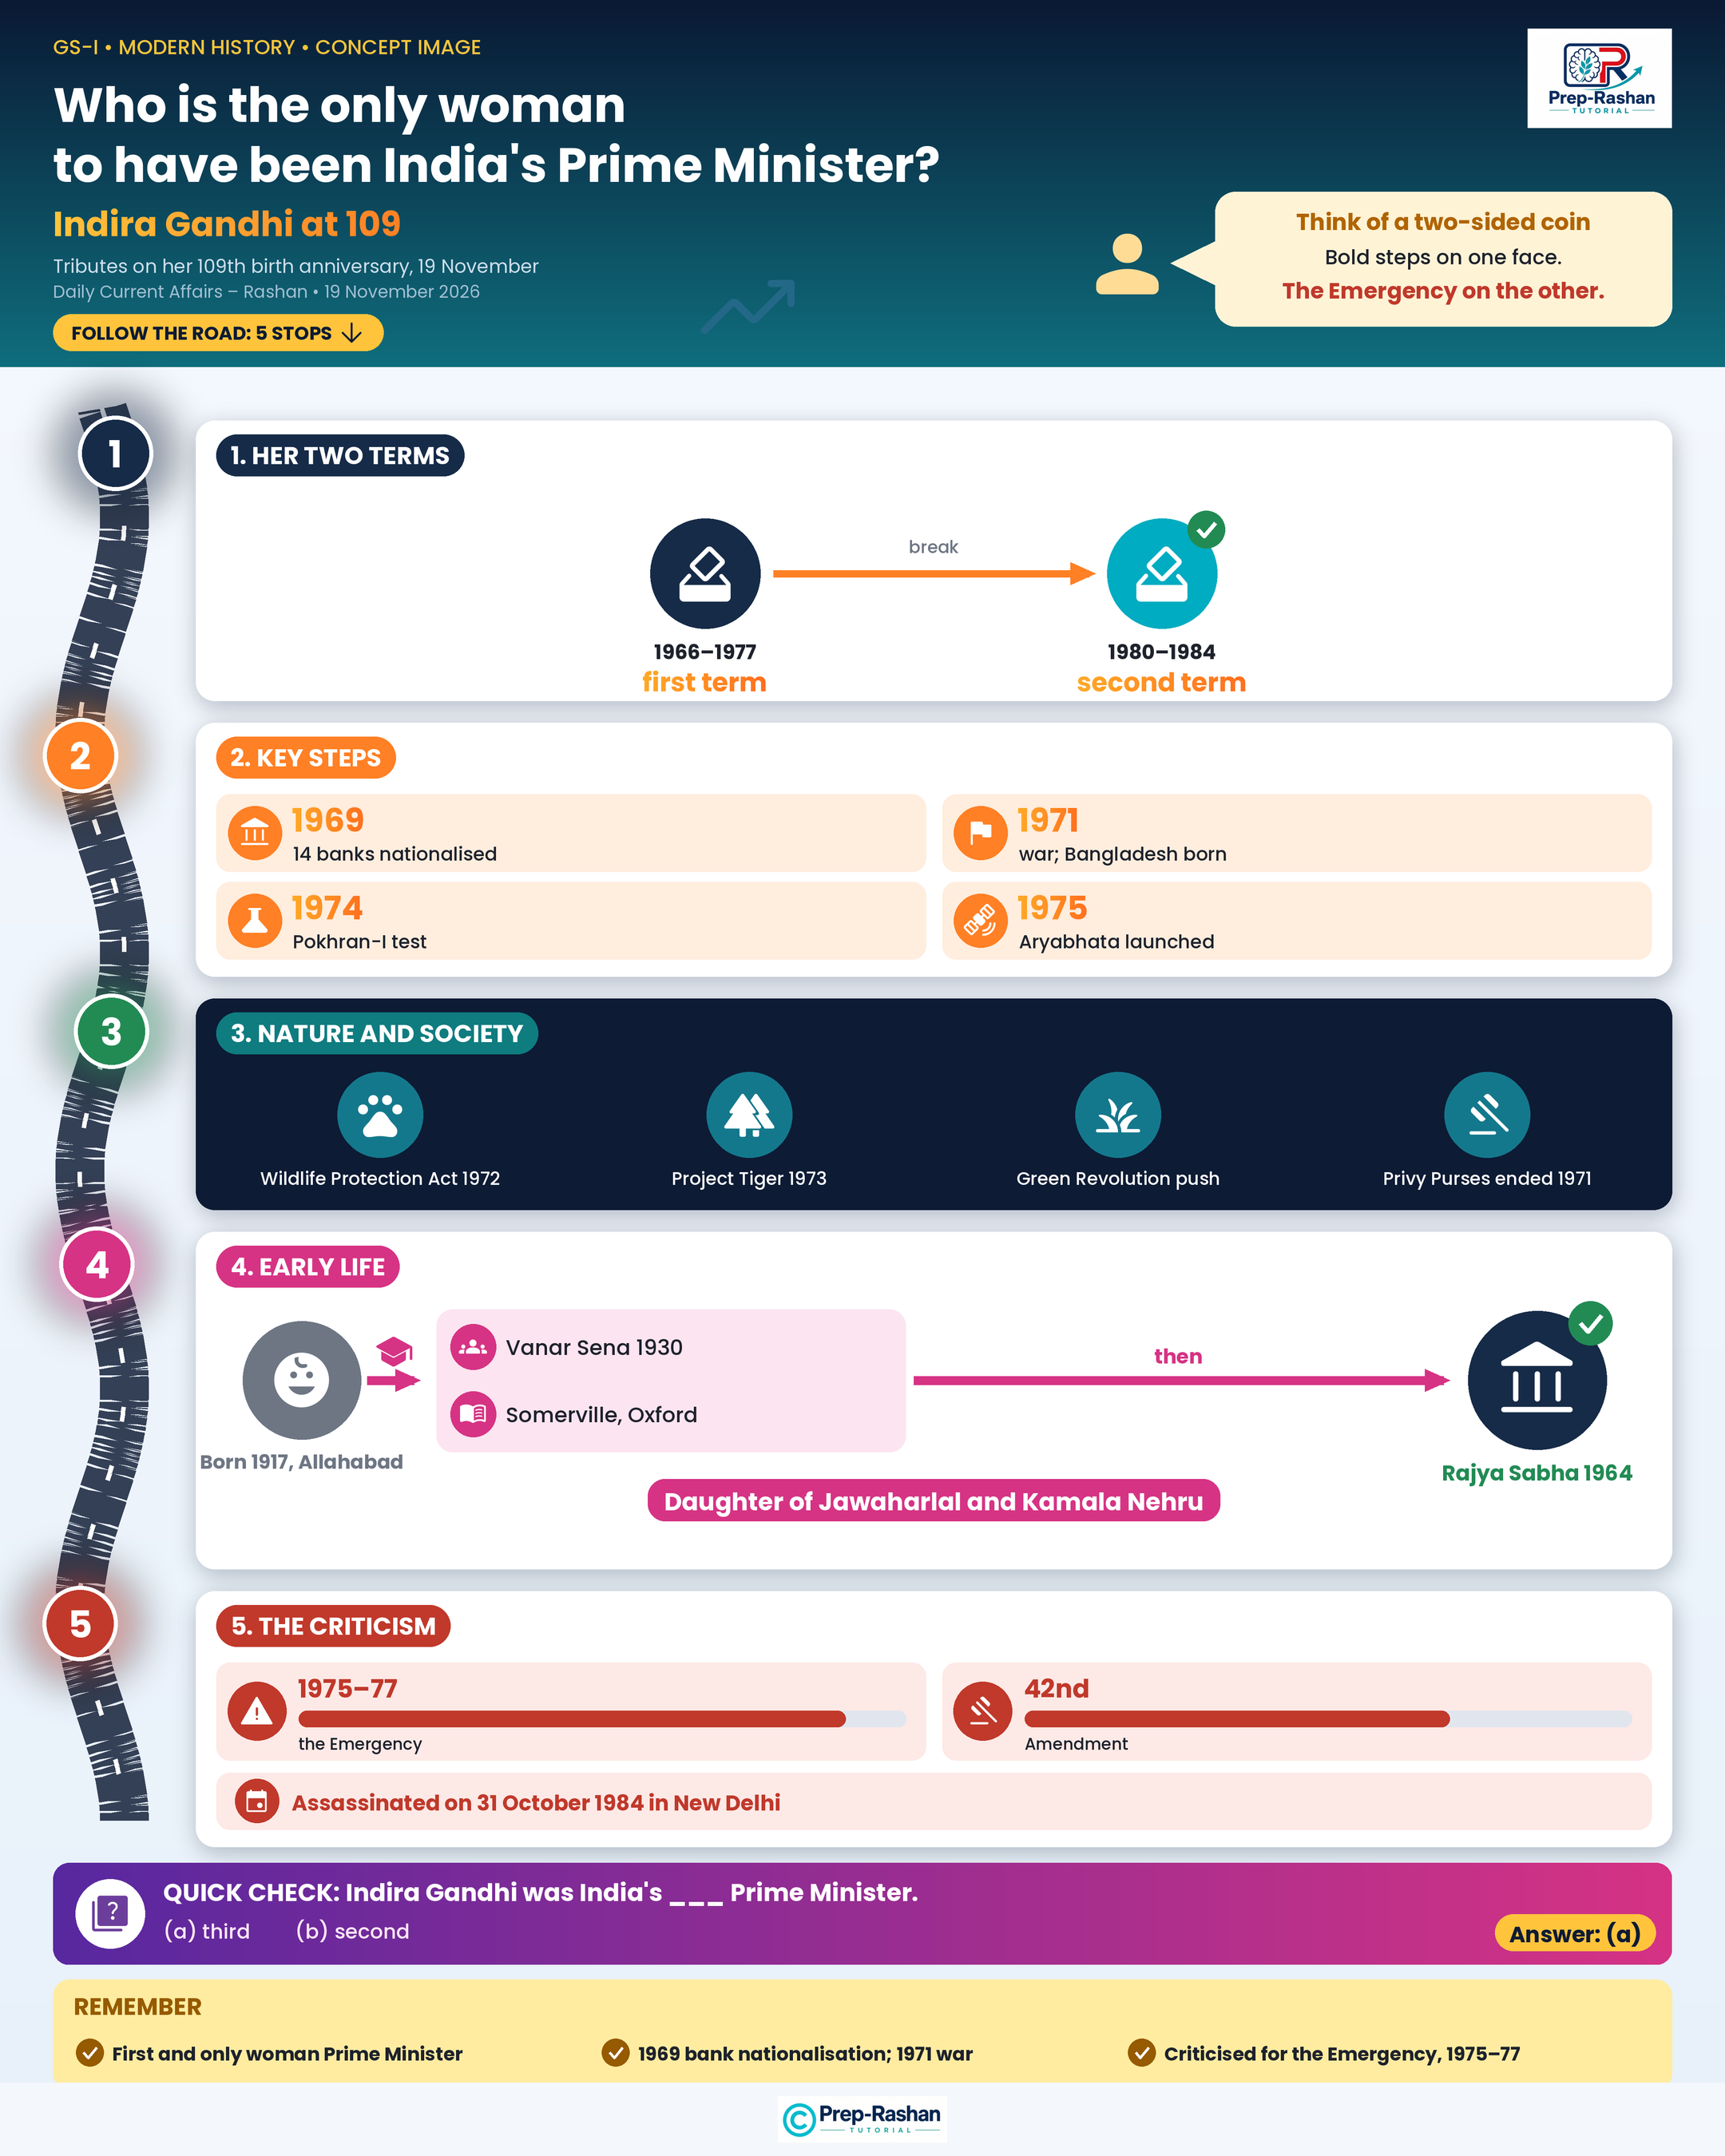 GS-I • MODERN HISTORY • CONCEPT IMAGE
Who is the only woman
to have been India's Prime Minister?
Indira Gandhi at 109
Tributes on her 109th birth anniversary, 19 November
Daily Current Affairs – Rashan • 19 November 2026
FOLLOW THE ROAD: 5 STOPS
PR
Prep-Rashan
TUTORIAL
Think of a two-sided coin
Bold steps on one face.
The Emergency on the other.
1
1. HER TWO TERMS
break
1966–1977
first term
1980–1984
second term
2
2. KEY STEPS
1969
14 banks nationalised
1971
war; Bangladesh born
1974
Pokhran-I test
1975
Aryabhata launched
3
3. NATURE AND SOCIETY
Wildlife Protection Act 1972
Project Tiger 1973
Green Revolution push
Privy Purses ended 1971
4
4. EARLY LIFE
Born 1917, Allahabad
Vanar Sena 1930
Somerville, Oxford
then
Rajya Sabha 1964
Daughter of Jawaharlal and Kamala Nehru
5
5. THE CRITICISM
1975–77
the Emergency
42nd
Amendment
Assassinated on 31 October 1984 in New Delhi
QUICK CHECK: Indira Gandhi was India's ___ Prime Minister.
(a) third (b) second
Answer: (a)
REMEMBER
First and only woman Prime Minister
1969 bank nationalisation; 1971 war
Criticised for the Emergency, 1975–77
© Prep-Rashan
TUTORIAL